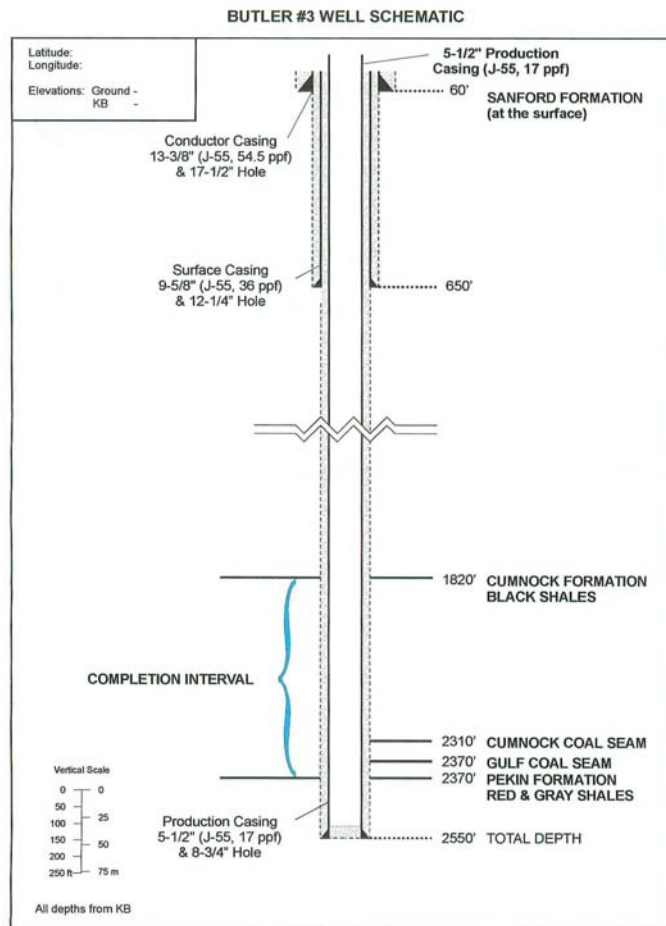 BUTLER #3 WELL SCHEMATIC
Latitude:
Longitude:
Elevations: Ground -
KB -
5-1/2" Production
Casing (J-55, 17 ppf)
60'
SANFORD FORMATION
(at the surface)
Conductor Casing
13-3/8" (J-55, 54.5 ppf)
& 17-1/2" Hole
Surface Casing
9-5/8" (J-55, 36 ppf)
& 12-1/4" Hole
650'
1820' CUMNOCK FORMATION
BLACK SHALES
COMPLETION INTERVAL
2310' CUMNOCK COAL SEAM
2370' GULF COAL SEAM
2370' PEKIN FORMATION
RED & GRAY SHALES
Vertical Scale
0 0
50
100 25
150
200 50
250 ft 75 m
Production Casing
5-1/2" (J-55, 17 ppf)
& 8-3/4" Hole
2550' TOTAL DEPTH
All depths from KB